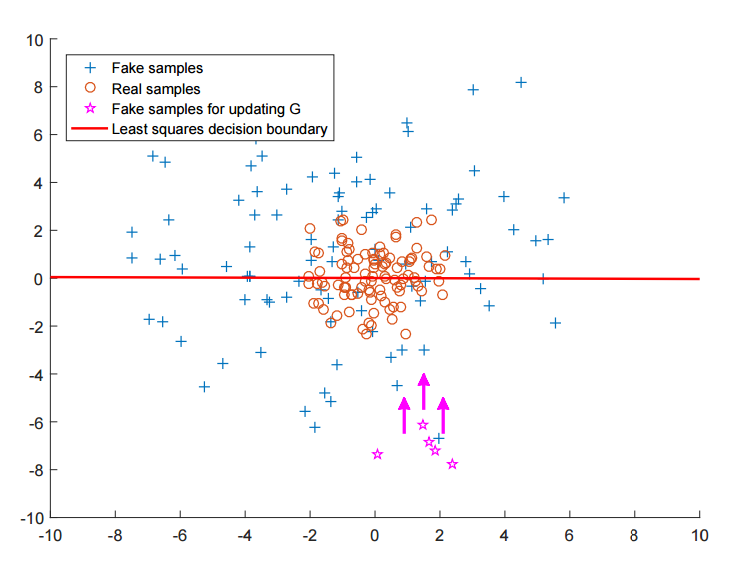 10
8
6
4
2
0
-2
-4
-6
-8
-10
Fake samples
Real samples
Fake samples for updating G
Least squares decision boundary
-10 -8 -6 -4 -2 0 2 4 6 8 10